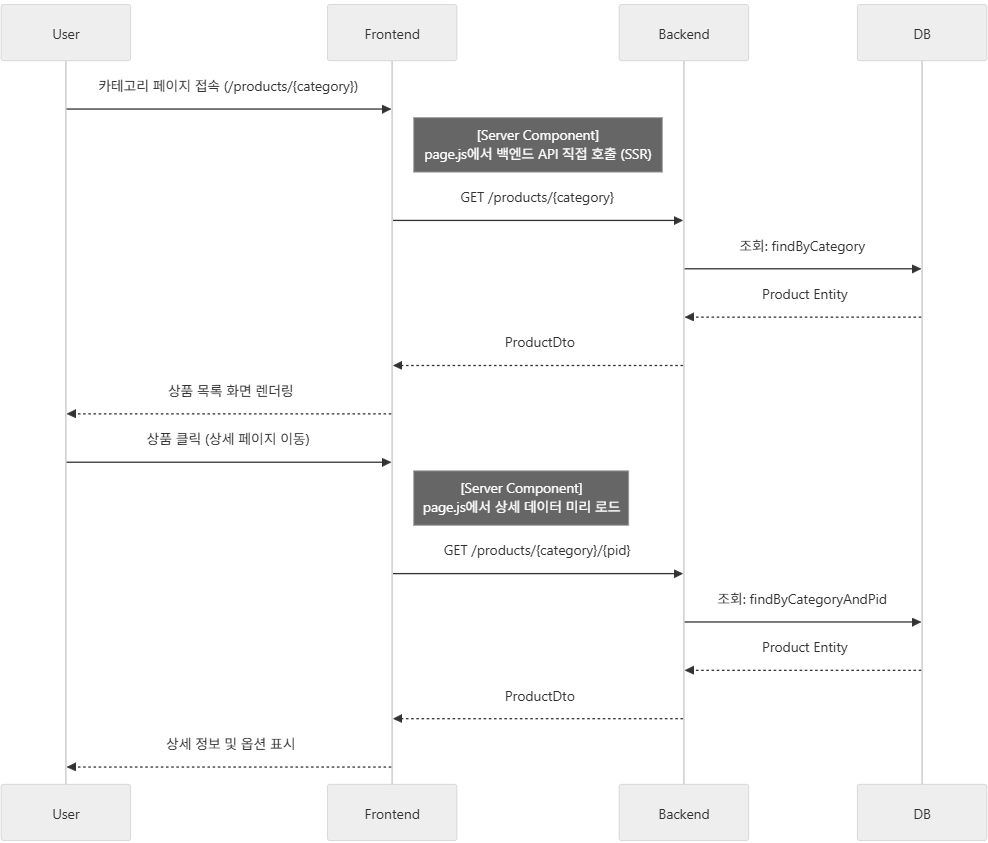 User
Frontend
Backend
DB
카테고리 페이지 접속 (/products/{category})
[Server Component]
page.js에서 백엔드 API 직접 호출 (SSR)
GET /products/{category}
조회: findByCategory
Product Entity
ProductDto
상품 목록 화면 렌더링
상품 클릭 (상세 페이지 이동)
[Server Component]
page.js에서 상세 데이터 미리 로드
GET /products/{category}/{pid}
조회: findByCategoryAndPid
Product Entity
ProductDto
상세 정보 및 옵션 표시
User
Frontend
Backend
DB